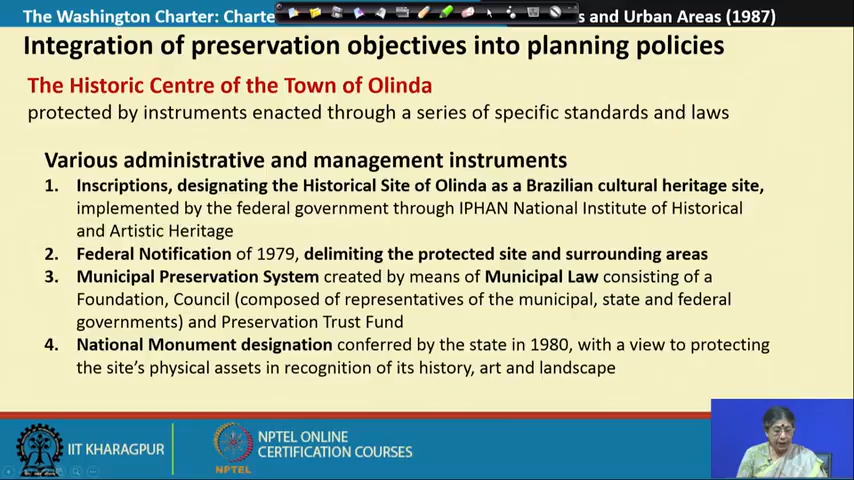 The Washington Charter: Charte s and Urban Areas (1987)
Integration of preservation objectives into planning policies
The Historic Centre of the Town of Olinda
protected by instruments enacted through a series of specific standards and laws
Various administrative and management instruments
1. Inscriptions, designating the Historical Site of Olinda as a Brazilian cultural heritage site,
implemented by the federal government through IPHAN National Institute of Historical
and Artistic Heritage
2. Federal Notification of 1979, delimiting the protected site and surrounding areas
3. Municipal Preservation System created by means of Municipal Law consisting of a
Foundation, Council (composed of representatives of the municipal, state and federal
governments) and Preservation Trust Fund
4. National Monument designation conferred by the state in 1980, with a view to protecting
the site's physical assets in recognition of its history, art and landscape
IIT KHARAGPUR
NPTEL
NPTEL ONLINE
CERTIFICATION COURSES